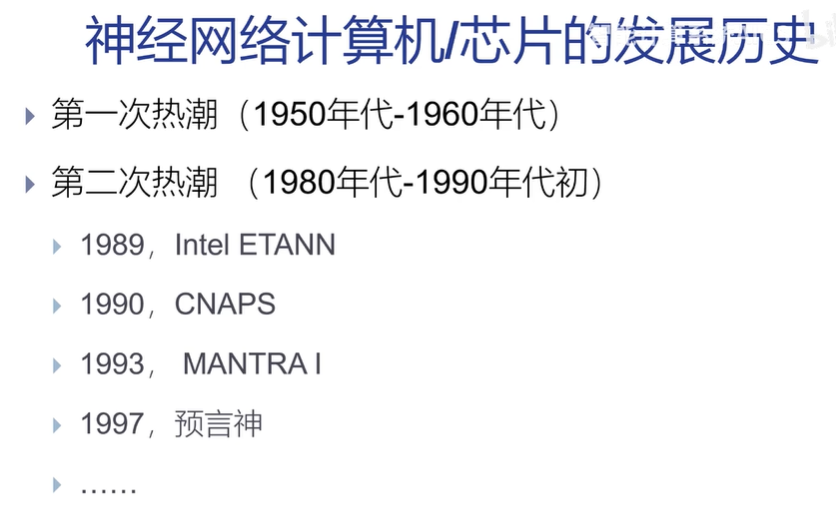 神经网络计算机/芯片的发展历史
第一次热潮（1950年代-1960年代）
第二次热潮 （1980年代-1990年代初）
1989，Intel ETANN
1990，CNAPS
1993， MANTRA I
1997，预言神
……